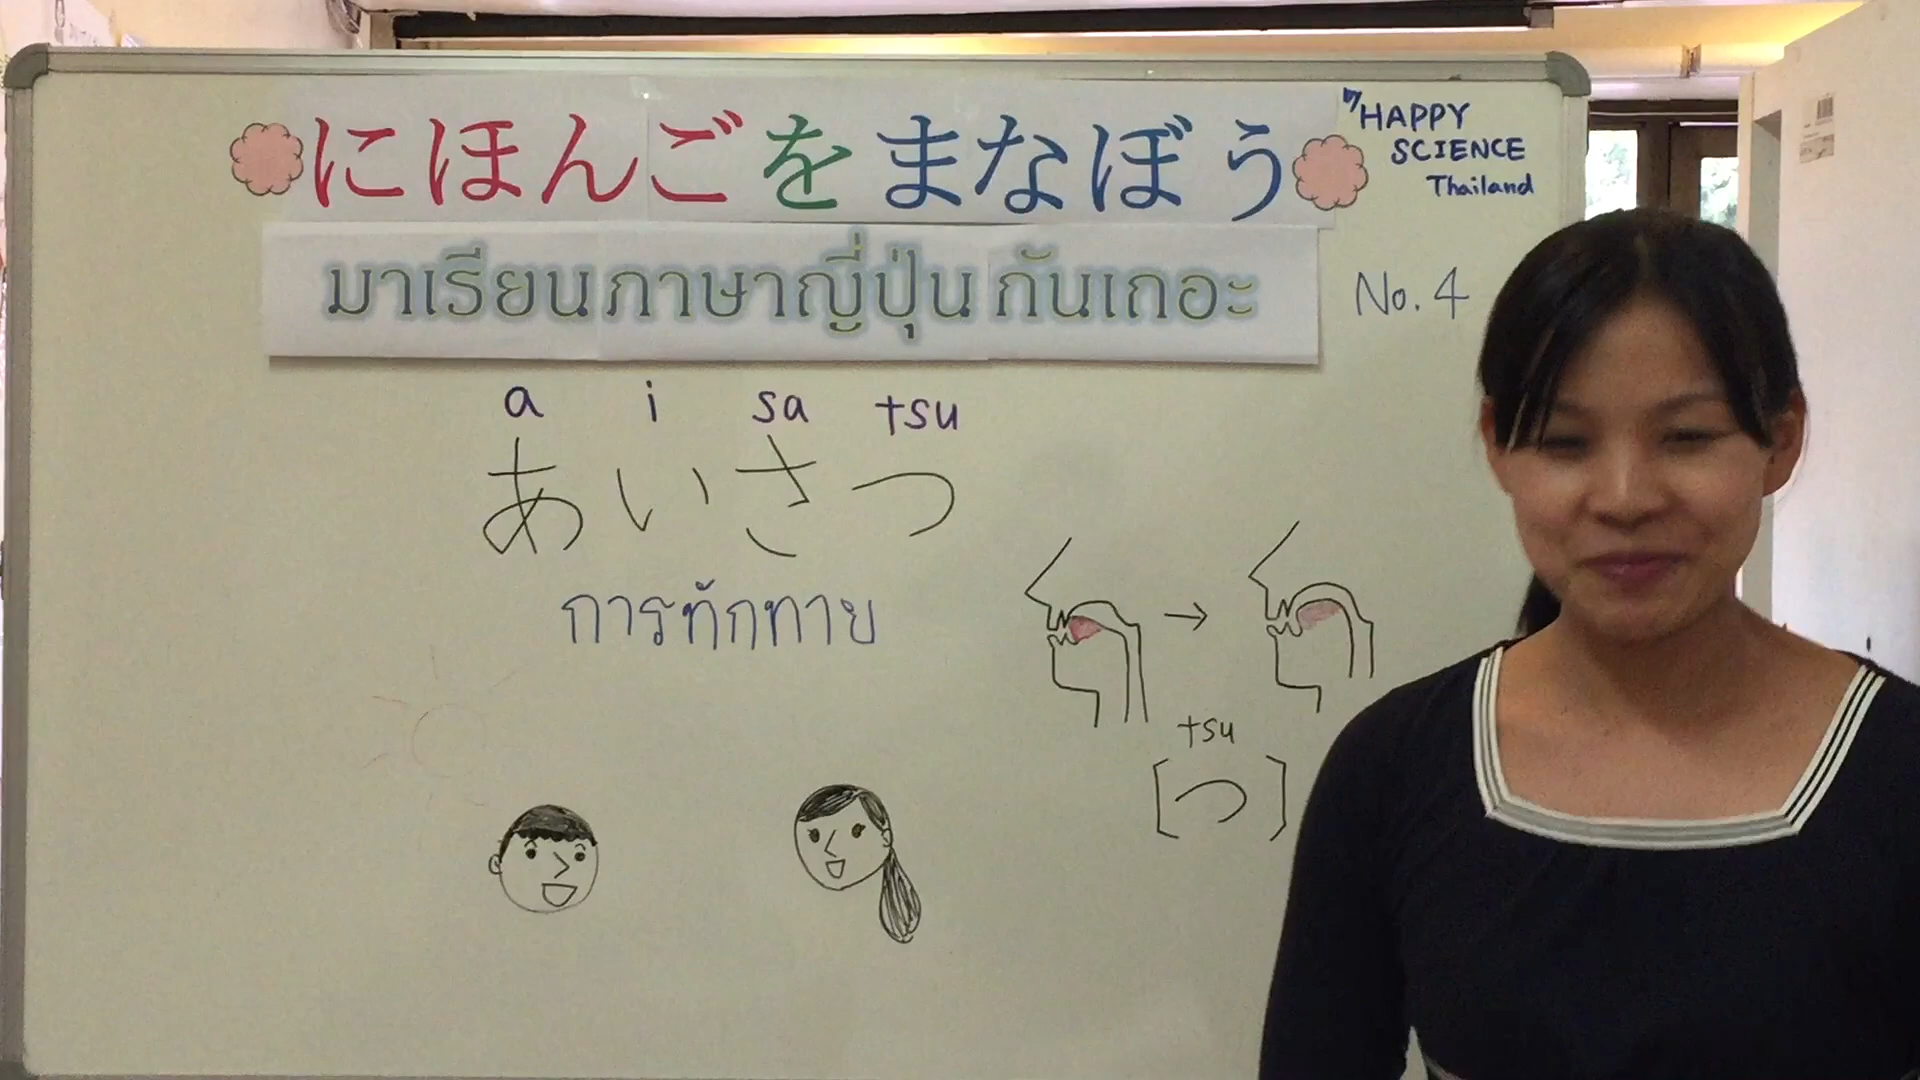 にほんごをまなぼう
by HAPPY
SCIENCE
Thailand
มาเรียนภาษาญี่ปุ่นกันเถอะ
No. 4
a i sa tsu
あいさつ
การทักทาย
→
tsu
[つ]